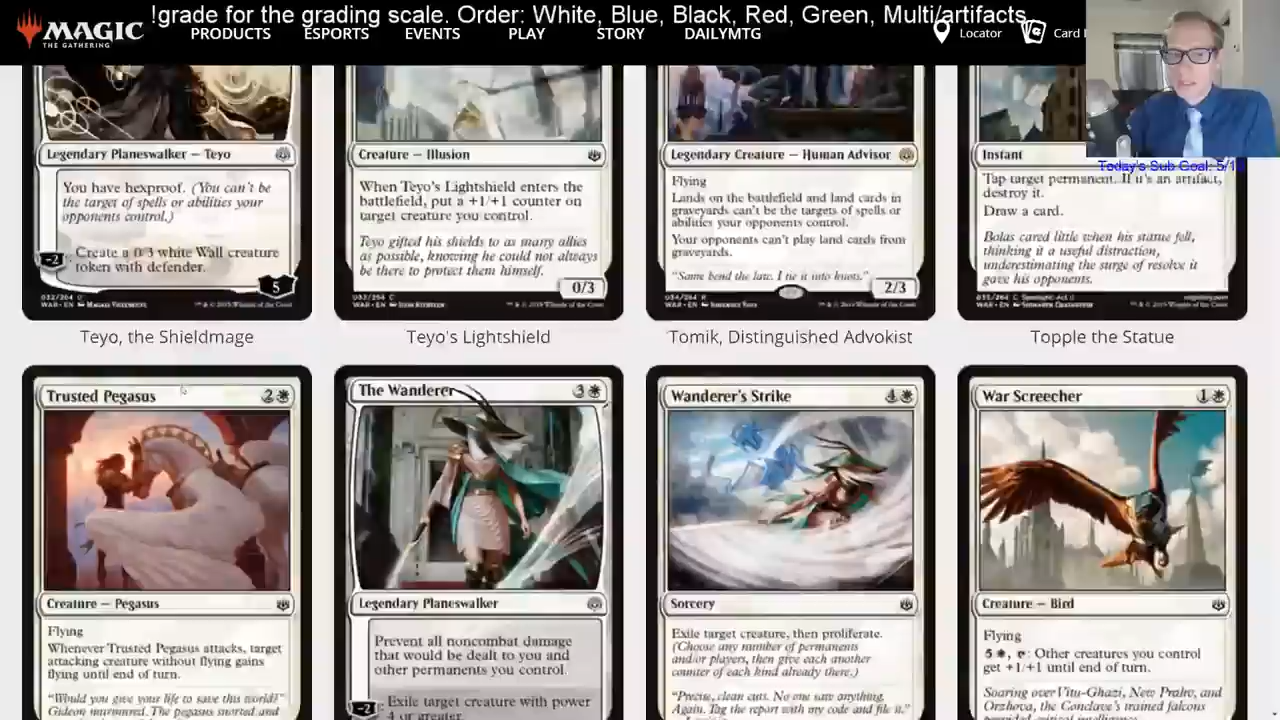 !grade for the grading scale. Order: White, Blue, Black, Red, Green, Multi/artifacts
MAGIC
THE GATHERING
PRODUCTS
ESPORTS
EVENTS
PLAY
STORY
DAILYMTG
Locator
Card
Today's Sub Goal: 5/1
Legendary Planeswalker – Teyo
You have hexproof. (You can't be
the target of spells or abilities your
opponents control.)
-2: Create a 0/3 white Wall creature
token with defender.
5
Teyo, the Shieldmage
Creature — Illusion
When Teyo's Lightshield enters the
battlefield, put a +1/+1 counter on
target creature you control.
Teyo gifted his shields to as many allies
as possible, knowing he could not always
be there to protect them himself.
0/3
Teyo's Lightshield
Legendary Creature — Human Advisor
Flying
Lands on the battlefield and land cards in
graveyards can't be the targets of spells or
abilities your opponents control.
Your opponents can't play land cards from
graveyards.
"Some bend the law. I tie it into knots."
2/3
Tomik, Distinguished Advokist
Instant
Tap target permanent. If it's an artifact,
destroy it.
Draw a card.
Bolas cared little when his statue fell,
thinking it a useful distraction,
underestimating the surge of resolve it
gave his opponents.
Topple the Statue
Trusted Pegasus
2
Creature — Pegasus
Flying
Whenever Trusted Pegasus attacks, target
attacking creature without flying gains
flying until end of turn.
"Would you give your life to save this world?"
Gideon murmured. The pegasus snorted and
The Wanderer
3
Legendary Planeswalker
Prevent all noncombat damage
that would be dealt to you and
other permanents you control.
-2: Exile target creature with power
4 or greater.
Wanderer's Strike
4
Sorcery
Exile target creature, then proliferate.
(Choose any number of permanents
and/or players, then give each another
counter of each kind already there.)
"Precise, clean cuts. No one saw anything.
Again. Tag the report with my code and file it."
War Screecher
1
Creature — Bird
Flying
5, : Other creatures you control
get +1/+1 until end of turn.
Soaring over Vitu-Ghazi, New Prahv, and
Orzhova, the Conclave's trained falcons